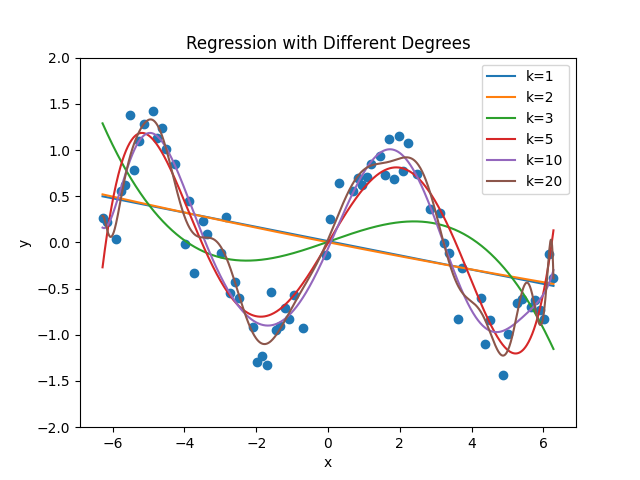 Regression with Different Degrees
k=1
k=2
k=3
k=5
k=10
k=20
2.0
1.5
1.0
0.5
0.0
−0.5
−1.0
−1.5
−2.0
y
−6 −4 −2 0 2 4 6
x